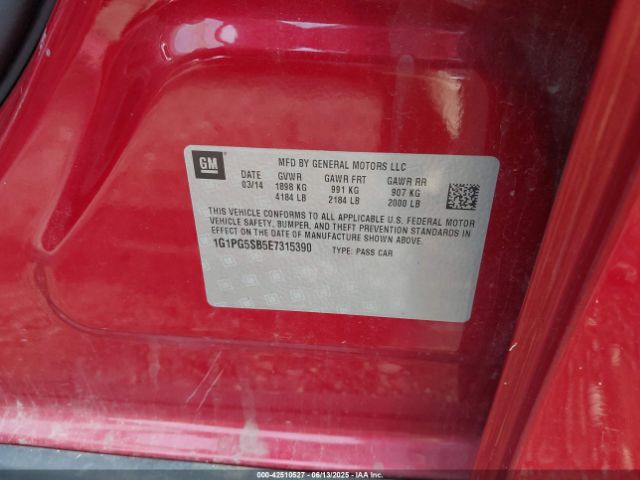 GM
MFD BY GENERAL MOTORS LLC
DATE GVWR GAWR FRT GAWR RR
03/14 1898 KG 991 KG 907 KG
4184 LB 2184 LB 2000 LB
THIS VEHICLE CONFORMS TO ALL APPLICABLE U.S. FEDERAL MOTOR
VEHICLE SAFETY, BUMPER, AND THEFT PREVENTION STANDARDS IN
EFFECT ON THE DATE OF MANUFACTURE SHOWN ABOVE.
1G1PG5SB5E7315390 TYPE: PASS CAR
000-42510527 - 06/13/2025 - IAAI.COM